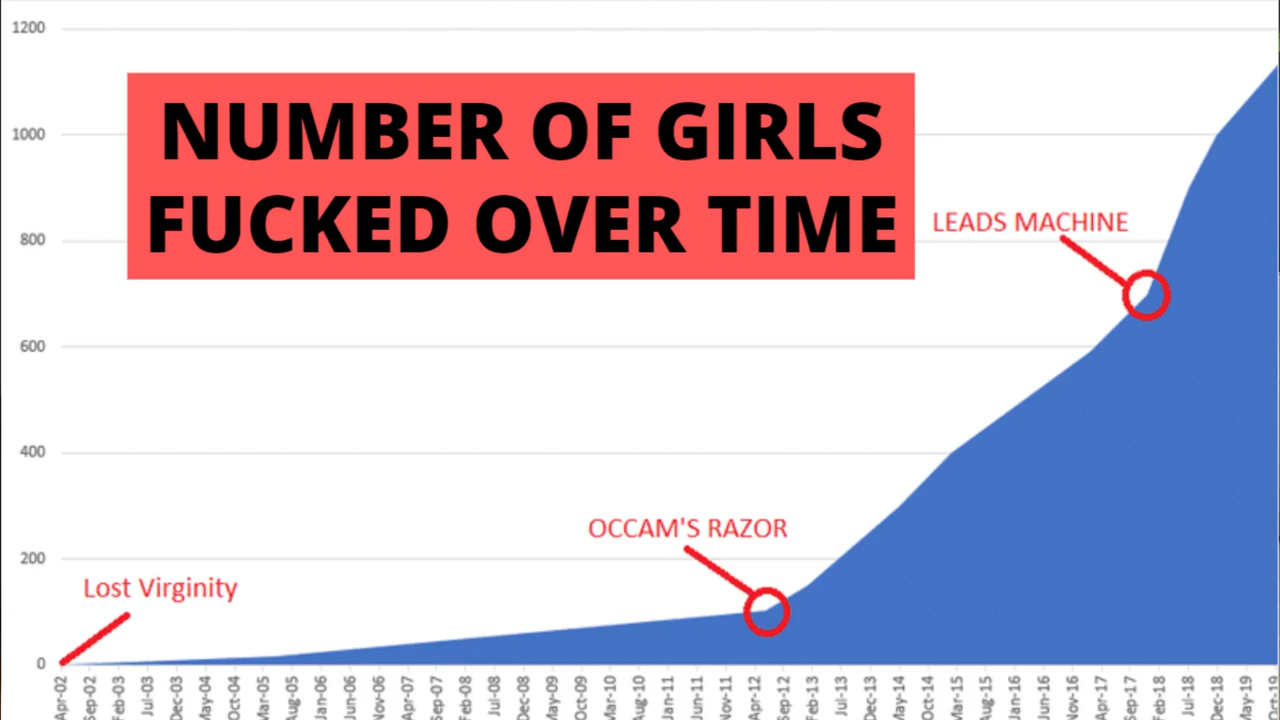 1200
NUMBER OF GIRLS
FUCKED OVER TIME
1000
LEADS MACHINE
800
600
400
OCCAM'S RAZOR
200
Lost Virginity
0
Apr-02
Sep-02
Feb-03
Jul-03
Dec-03
May-04
Oct-04
Mar-05
Aug-05
Jan-06
Jun-06
Nov-06
Apr-07
Sep-07
Feb-08
Jul-08
Dec-08
May-09
Oct-09
Mar-10
Aug-10
Jan-11
Jun-11
Nov-11
Apr-12
Sep-12
Feb-13
Jul-13
Dec-13
May-14
Oct-14
Mar-15
Aug-15
Jan-16
Jun-16
Nov-16
Apr-17
Sep-17
Feb-18
Jul-18
Dec-18
May-19
Oct-19